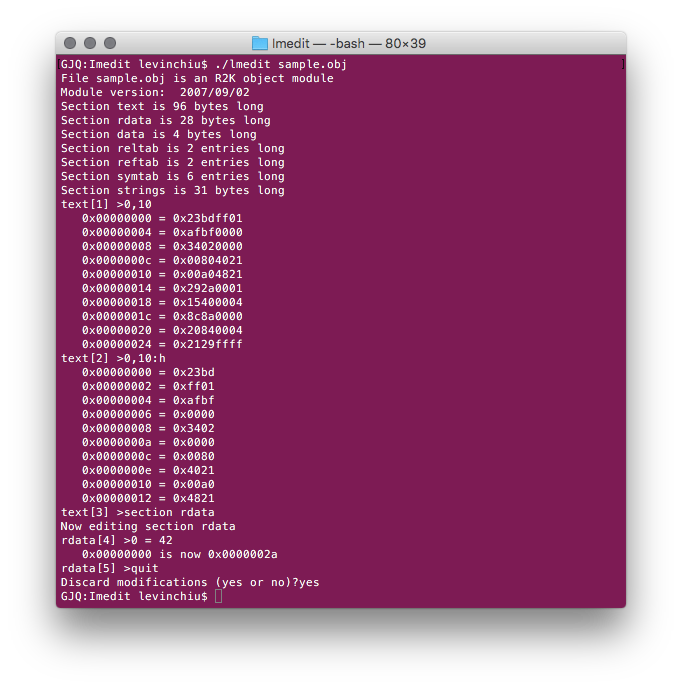 lmedit — -bash — 80×39
GJQ:Imedit levinchiu$ ./lmedit sample.obj
File sample.obj is an R2K object module
Module version:  2007/09/02
Section text is 96 bytes long
Section rdata is 28 bytes long
Section data is 4 bytes long
Section reltab is 2 entries long
Section reftab is 2 entries long
Section symtab is 6 entries long
Section strings is 31 bytes long
text[1] >0,10
   0x00000000 = 0x23bdff01
   0x00000004 = 0xafbf0000
   0x00000008 = 0x34020000
   0x0000000c = 0x00804021
   0x00000010 = 0x00a04821
   0x00000014 = 0x292a0001
   0x00000018 = 0x15400004
   0x0000001c = 0x8c8a0000
   0x00000020 = 0x20840004
   0x00000024 = 0x2129ffff
text[2] >0,10:h
   0x00000000 = 0x23bd
   0x00000002 = 0xff01
   0x00000004 = 0xafbf
   0x00000006 = 0x0000
   0x00000008 = 0x3402
   0x0000000a = 0x0000
   0x0000000c = 0x0080
   0x0000000e = 0x4021
   0x00000010 = 0x00a0
   0x00000012 = 0x4821
text[3] >section rdata
Now editing section rdata
rdata[4] >0 = 42
   0x00000000 is now 0x0000002a
rdata[5] >quit
Discard modifications (yes or no)?yes
GJQ:Imedit levinchiu$